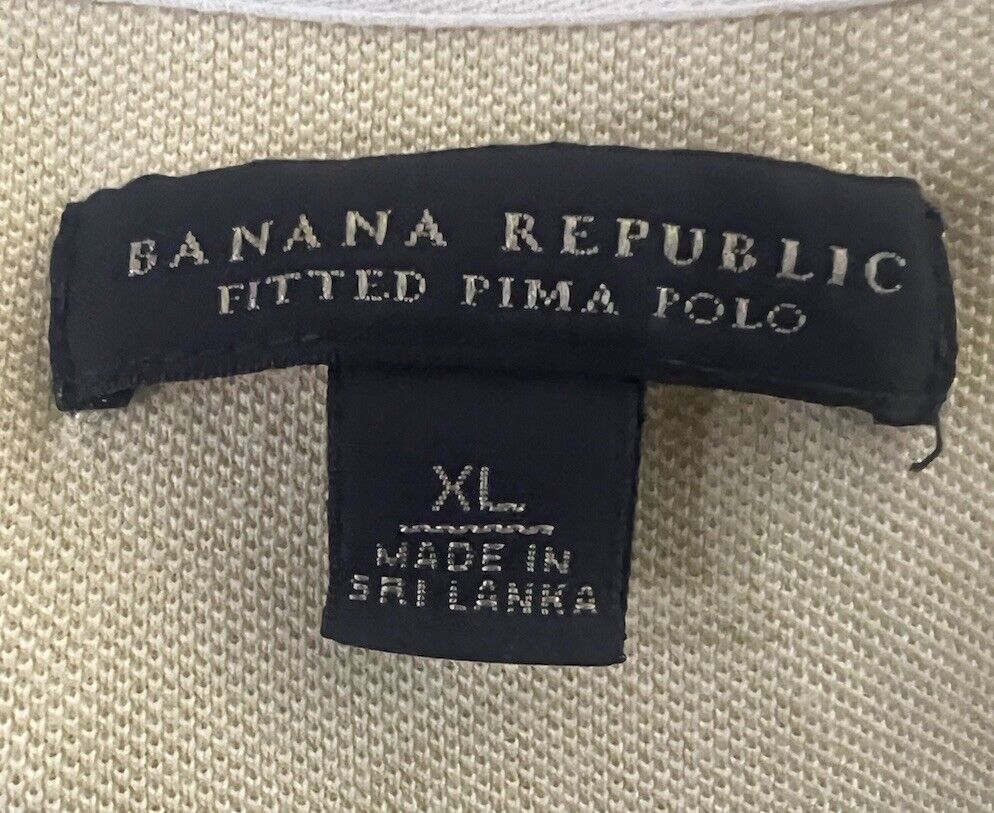 BANANA REPUBLIC
FITTED PIMA POLO
XL
MADE IN
SRI LANKA